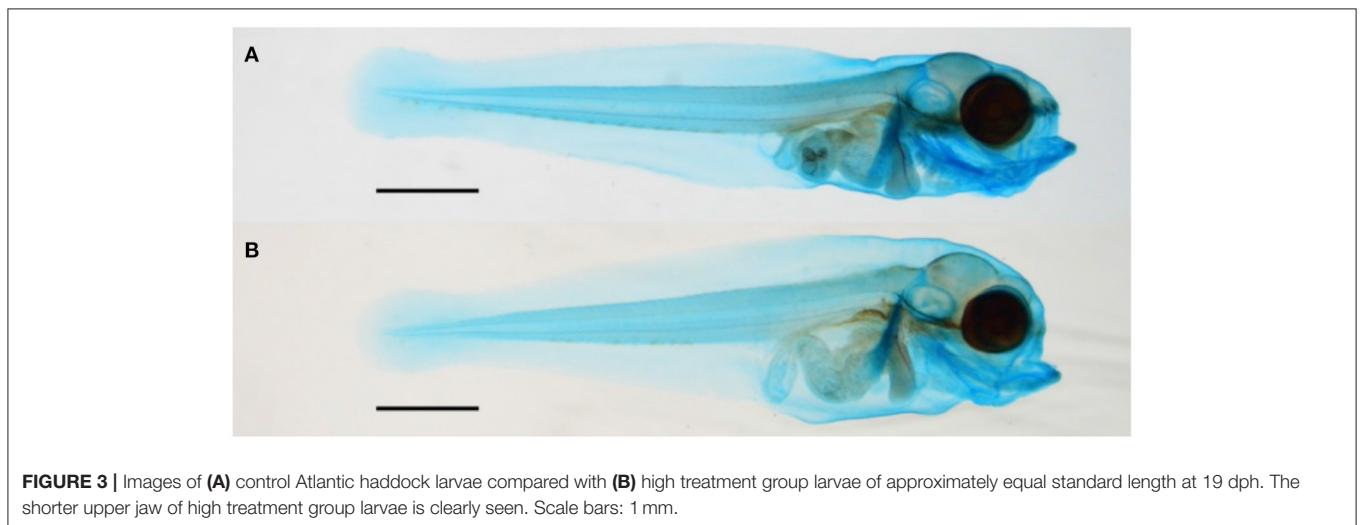 A
B
FIGURE 3 | Images of (A) control Atlantic haddock larvae compared with (B) high treatment group larvae of approximately equal standard length at 19 dph. The
shorter upper jaw of high treatment group larvae is clearly seen. Scale bars: 1 mm.